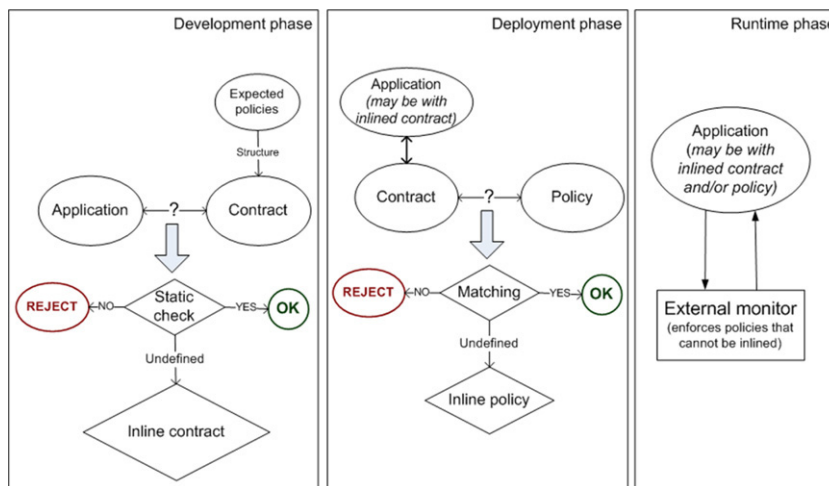 Development phase
Expected
policies
Structure
Application
?
Contract
REJECT
NO
Static
check
YES
OK
Undefined
Inline contract
Deployment phase
Application
(may be with
inlined contract)
Contract
?
Policy
REJECT
NO
Matching
YES
OK
Undefined
Inline policy
Runtime phase
Application
(may be with
inlined contract
and/or policy)
External monitor
(enforces policies that
cannot be inlined)